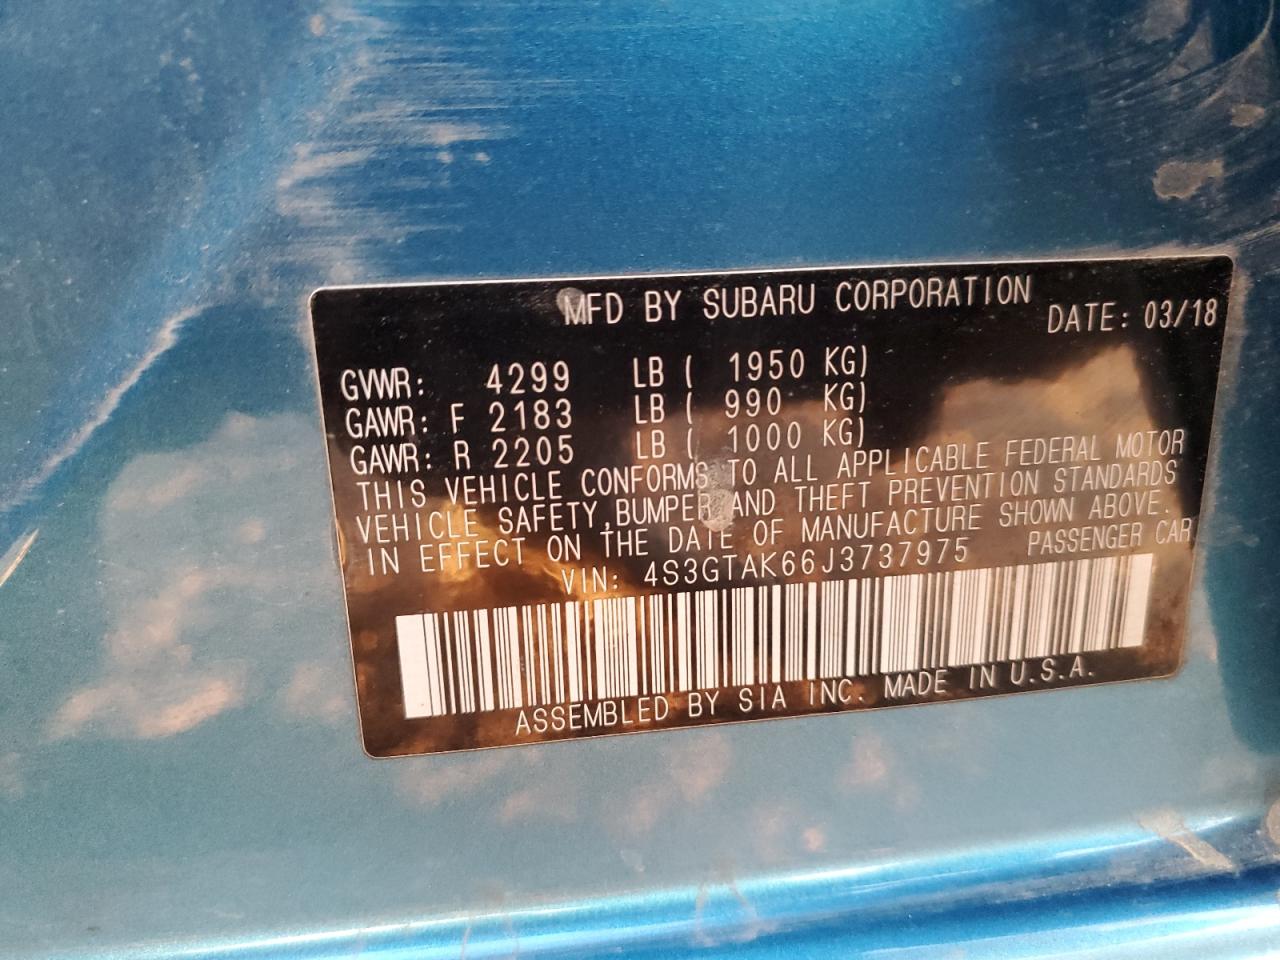 MFD BY SUBARU CORPORATION
DATE: 03/18
GVWR: 4299 LB ( 1950 KG)
GAWR: F 2183 LB ( 990 KG)
GAWR: R 2205 LB ( 1000 KG)
THIS VEHICLE CONFORMS TO ALL APPLICABLE FEDERAL MOTOR
VEHICLE SAFETY,BUMPER AND THEFT PREVENTION STANDARDS
IN EFFECT ON THE DATE OF MANUFACTURE SHOWN ABOVE.
VIN: 4S3GTAK66J3737975 PASSENGER CAR
ASSEMBLED BY SIA INC. MADE IN U.S.A.